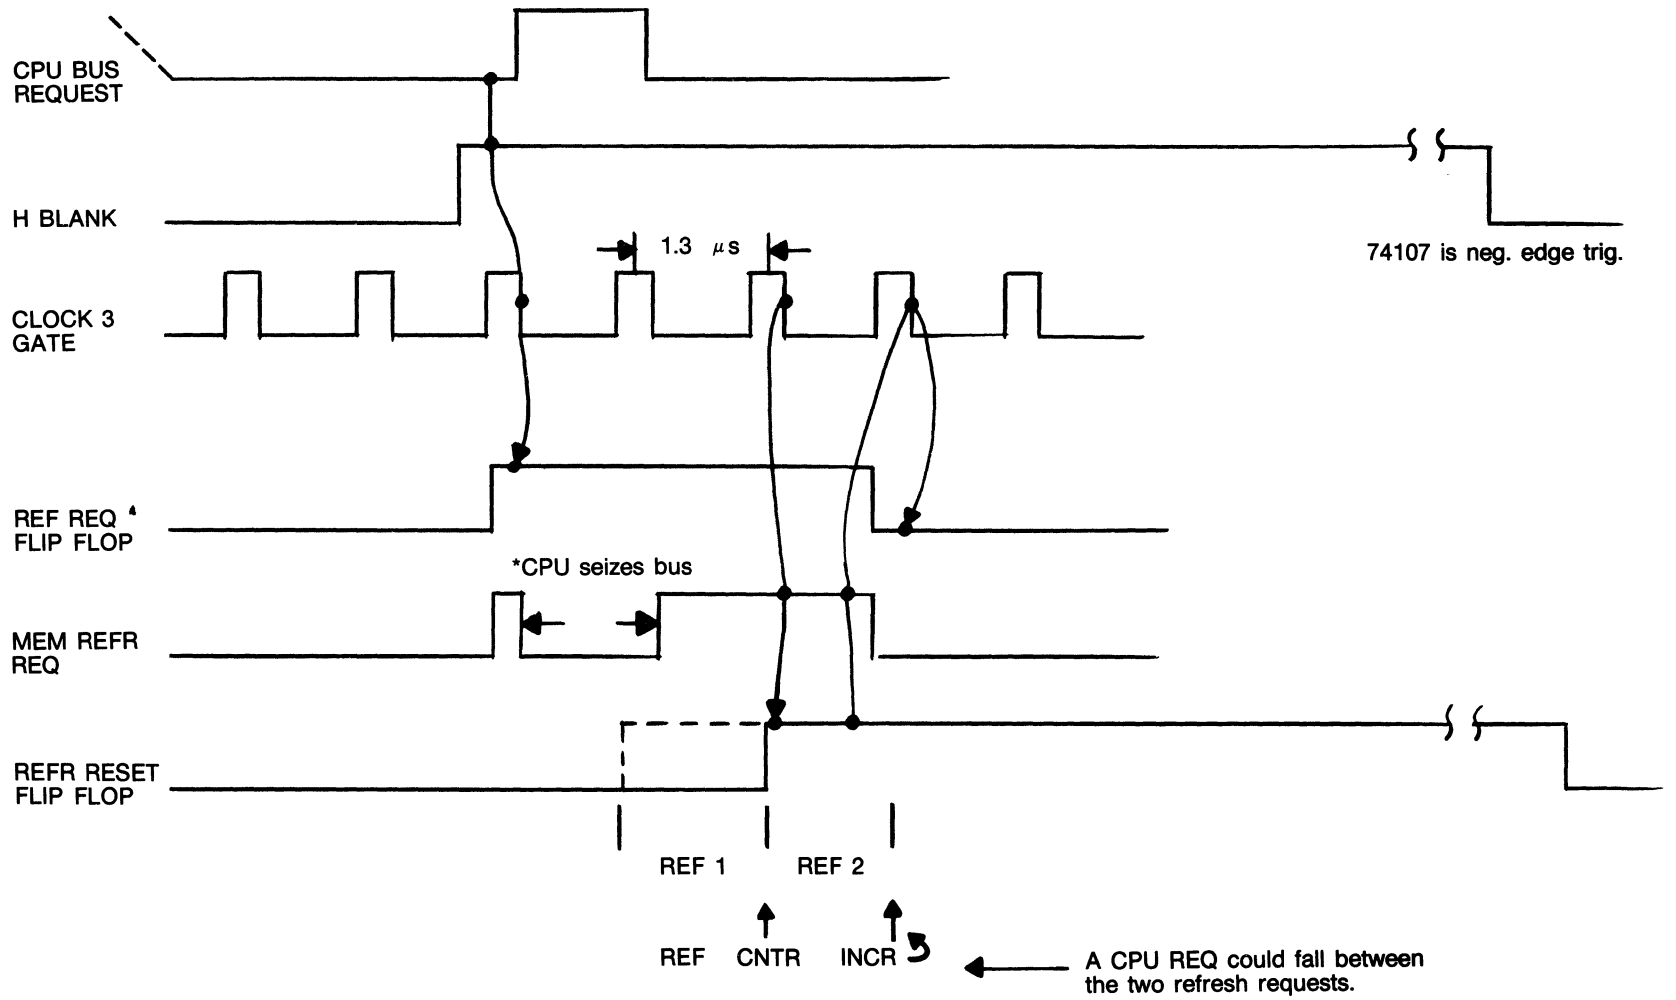 CPU BUS
REQUEST
H BLANK
1.3 μs
74107 is neg. edge trig.
CLOCK 3
GATE
REF REQ
FLIP FLOP
*CPU seizes bus
MEM REFR
REQ
REFR RESET
FLIP FLOP
REF 1 REF 2
REF CNTR INCR
A CPU REQ could fall between
the two refresh requests.